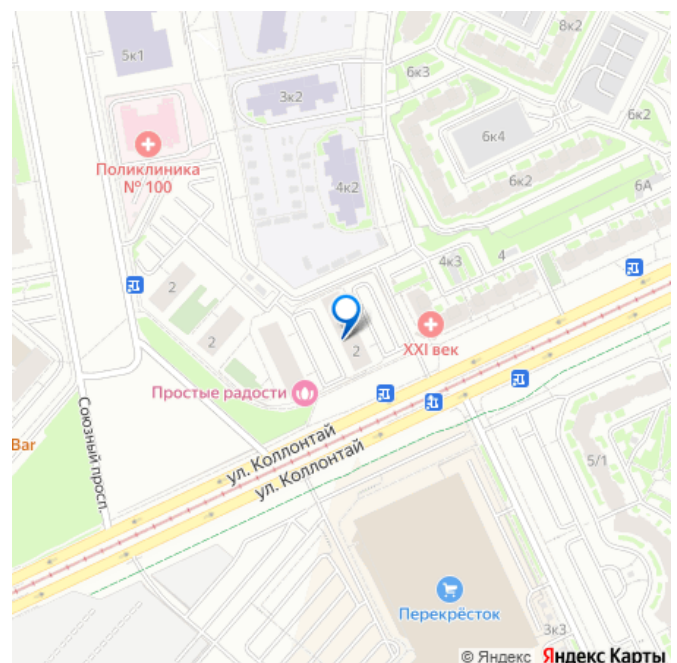 8к2
5к1
6к3
3к2
6к2
6к4
Поликлиника
№ 100
4к2
6к2
6А
4
4к3
2
2
2
XXI век
Простые радости
Союзный просп.
Bar
ул. Коллонтай
ул. Коллонтай
5/1
Перекрёсток
3к3
© Яндекс Яндекс Карты